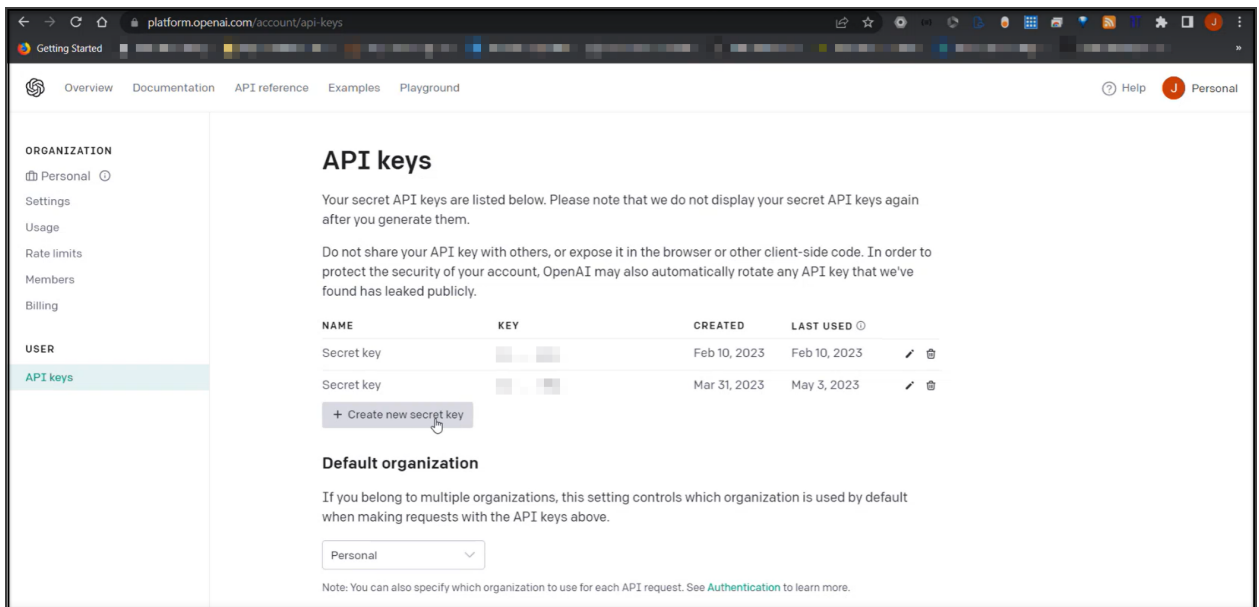 platform.openai.com/account/api-keys
J
Getting Started
»
Overview Documentation API reference Examples Playground
Help J Personal
ORGANIZATION
Personal
Settings
Usage
Rate limits
Members
Billing
USER
API keys
API keys
Your secret API keys are listed below. Please note that we do not display your secret API keys again
after you generate them.
Do not share your API key with others, or expose it in the browser or other client-side code. In order to
protect the security of your account, OpenAI may also automatically rotate any API key that we've
found has leaked publicly.
NAME KEY CREATED LAST USED
Secret key Feb 10, 2023 Feb 10, 2023
Secret key Mar 31, 2023 May 3, 2023
+ Create new secret key
Default organization
If you belong to multiple organizations, this setting controls which organization is used by default
when making requests with the API keys above.
Personal
Note: You can also specify which organization to use for each API request. See Authentication to learn more.